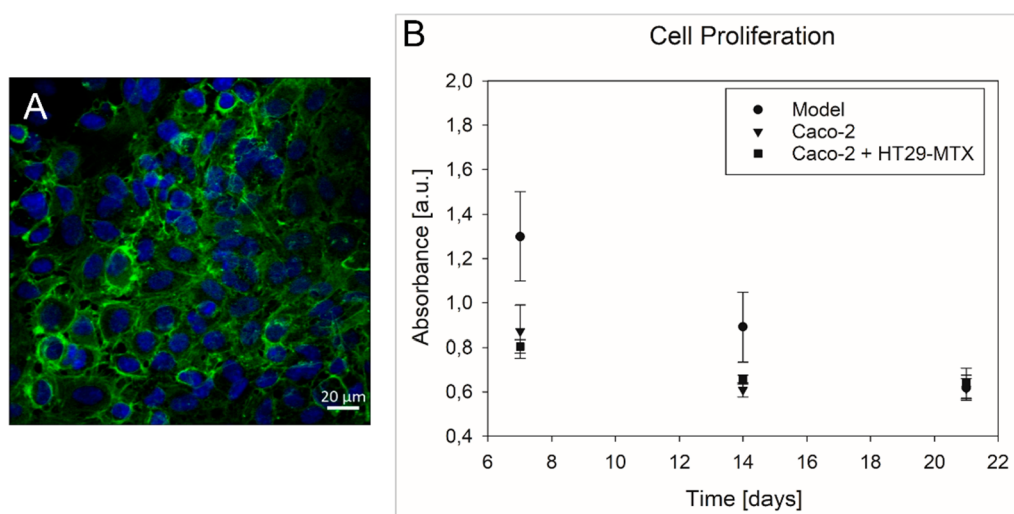 A
20 µm
B
Cell Proliferation
Absorbance [a.u.]
2,0
1,8
1,6
1,4
1,2
1,0
0,8
0,6
0,4
Model
Caco-2
Caco-2 + HT29-MTX
6 8 10 12 14 16 18 20 22
Time [days]